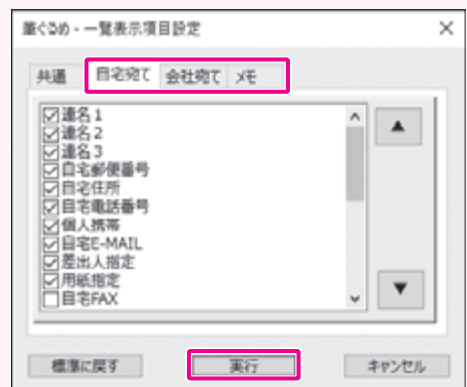 筆ぐるめ - 一覧表示項目設定
共通 自宅宛て 会社宛て メモ
連名1
連名2
連名3
自宅郵便番号
自宅住所
自宅電話番号
個人携帯
自宅E-MAIL
差出人指定
用紙指定
自宅FAX
標準に戻す 実行 キャンセル